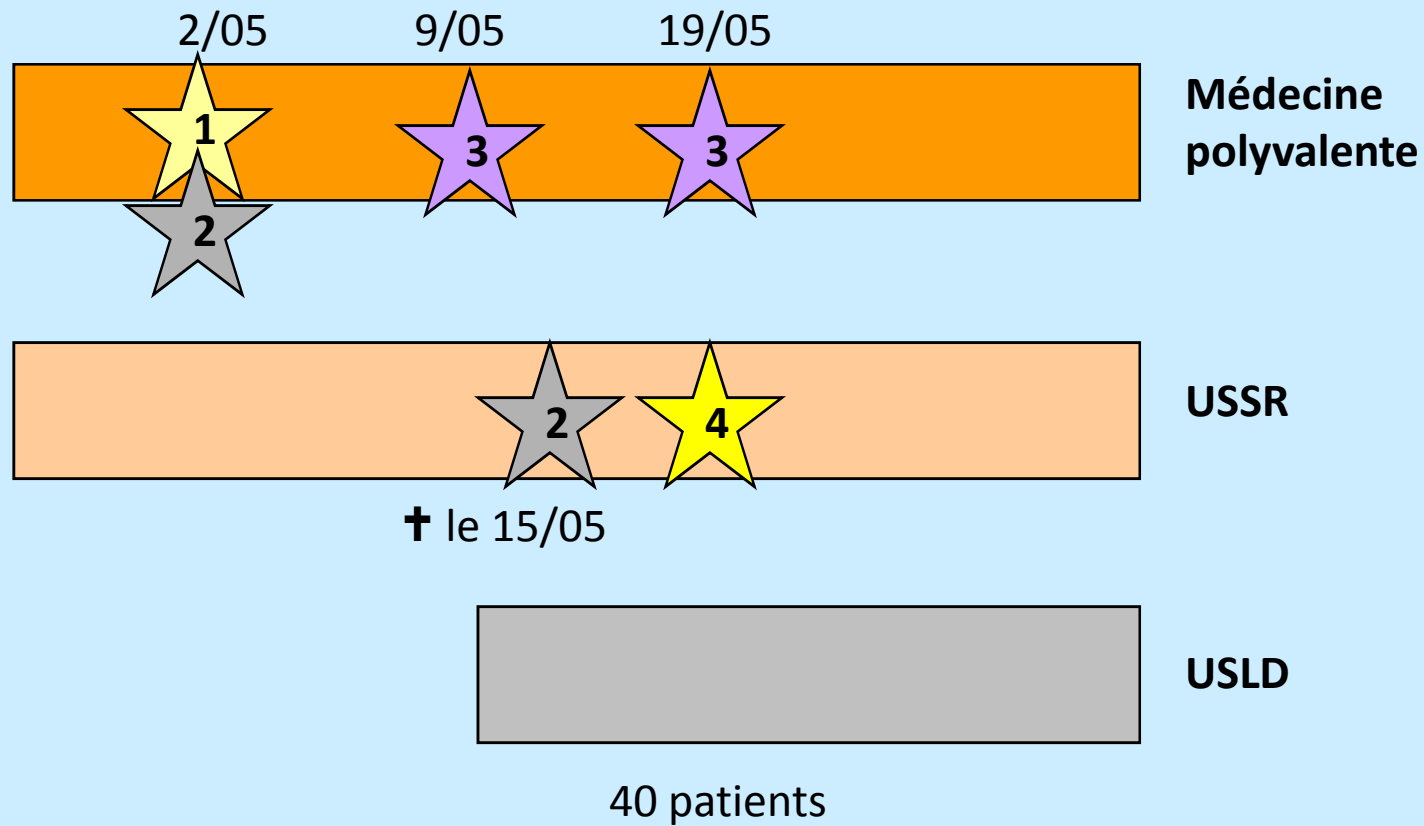 2/05
9/05
19/05
1
3
3
Médecine
polyvalente
2
2
4
USSR
✝ le 15/05
USLD
40 patients